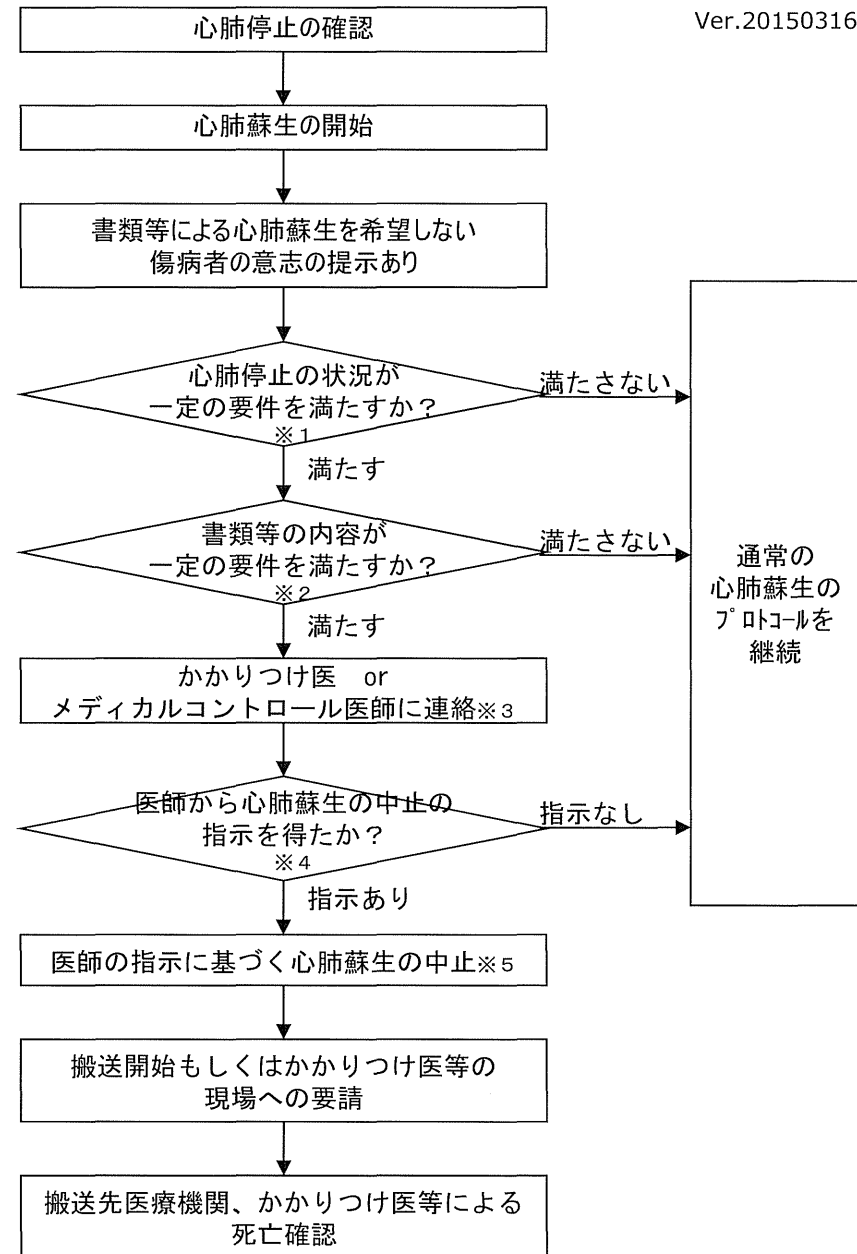 Ver.20150316
心肺停止の確認
心肺蘇生の開始
書類等による心肺蘇生を希望しない
傷病者の意志の提示あり
心肺停止の状況が
一定の要件を満たすか?
※1
満たさない
満たす
書類等の内容が
一定の要件を満たすか?
※2
満たさない
満たす
通常の
心肺蘇生の
プロトコールを
継続
かかりつけ医 or
メディカルコントロール医師に連絡※3
医師から心肺蘇生の中止の
指示を得たか?
※4
指示なし
指示あり
医師の指示に基づく心肺蘇生の中止※5
搬送開始もしくはかかりつけ医等の
現場への要請
搬送先医療機関、かかりつけ医等による
死亡確認